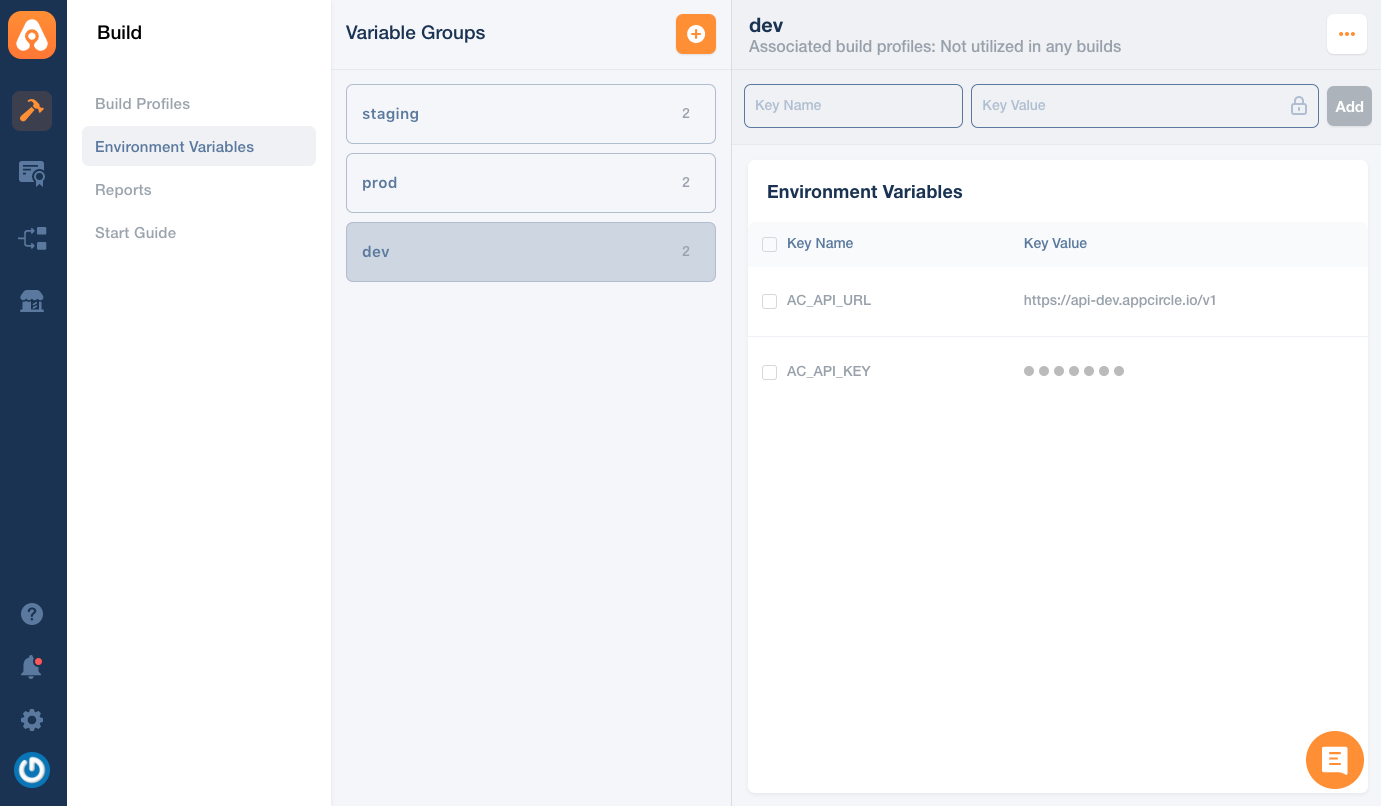 Build
Build Profiles
Environment Variables
Reports
Start Guide
?
Variable Groups
staging 2
prod 2
dev 2
dev
Associated build profiles: Not utilized in any builds
Key Name
Key Value
Add
Environment Variables
Key Name Key Value
AC_API_URL https://api-dev.appcircle.io/v1
AC_API_KEY